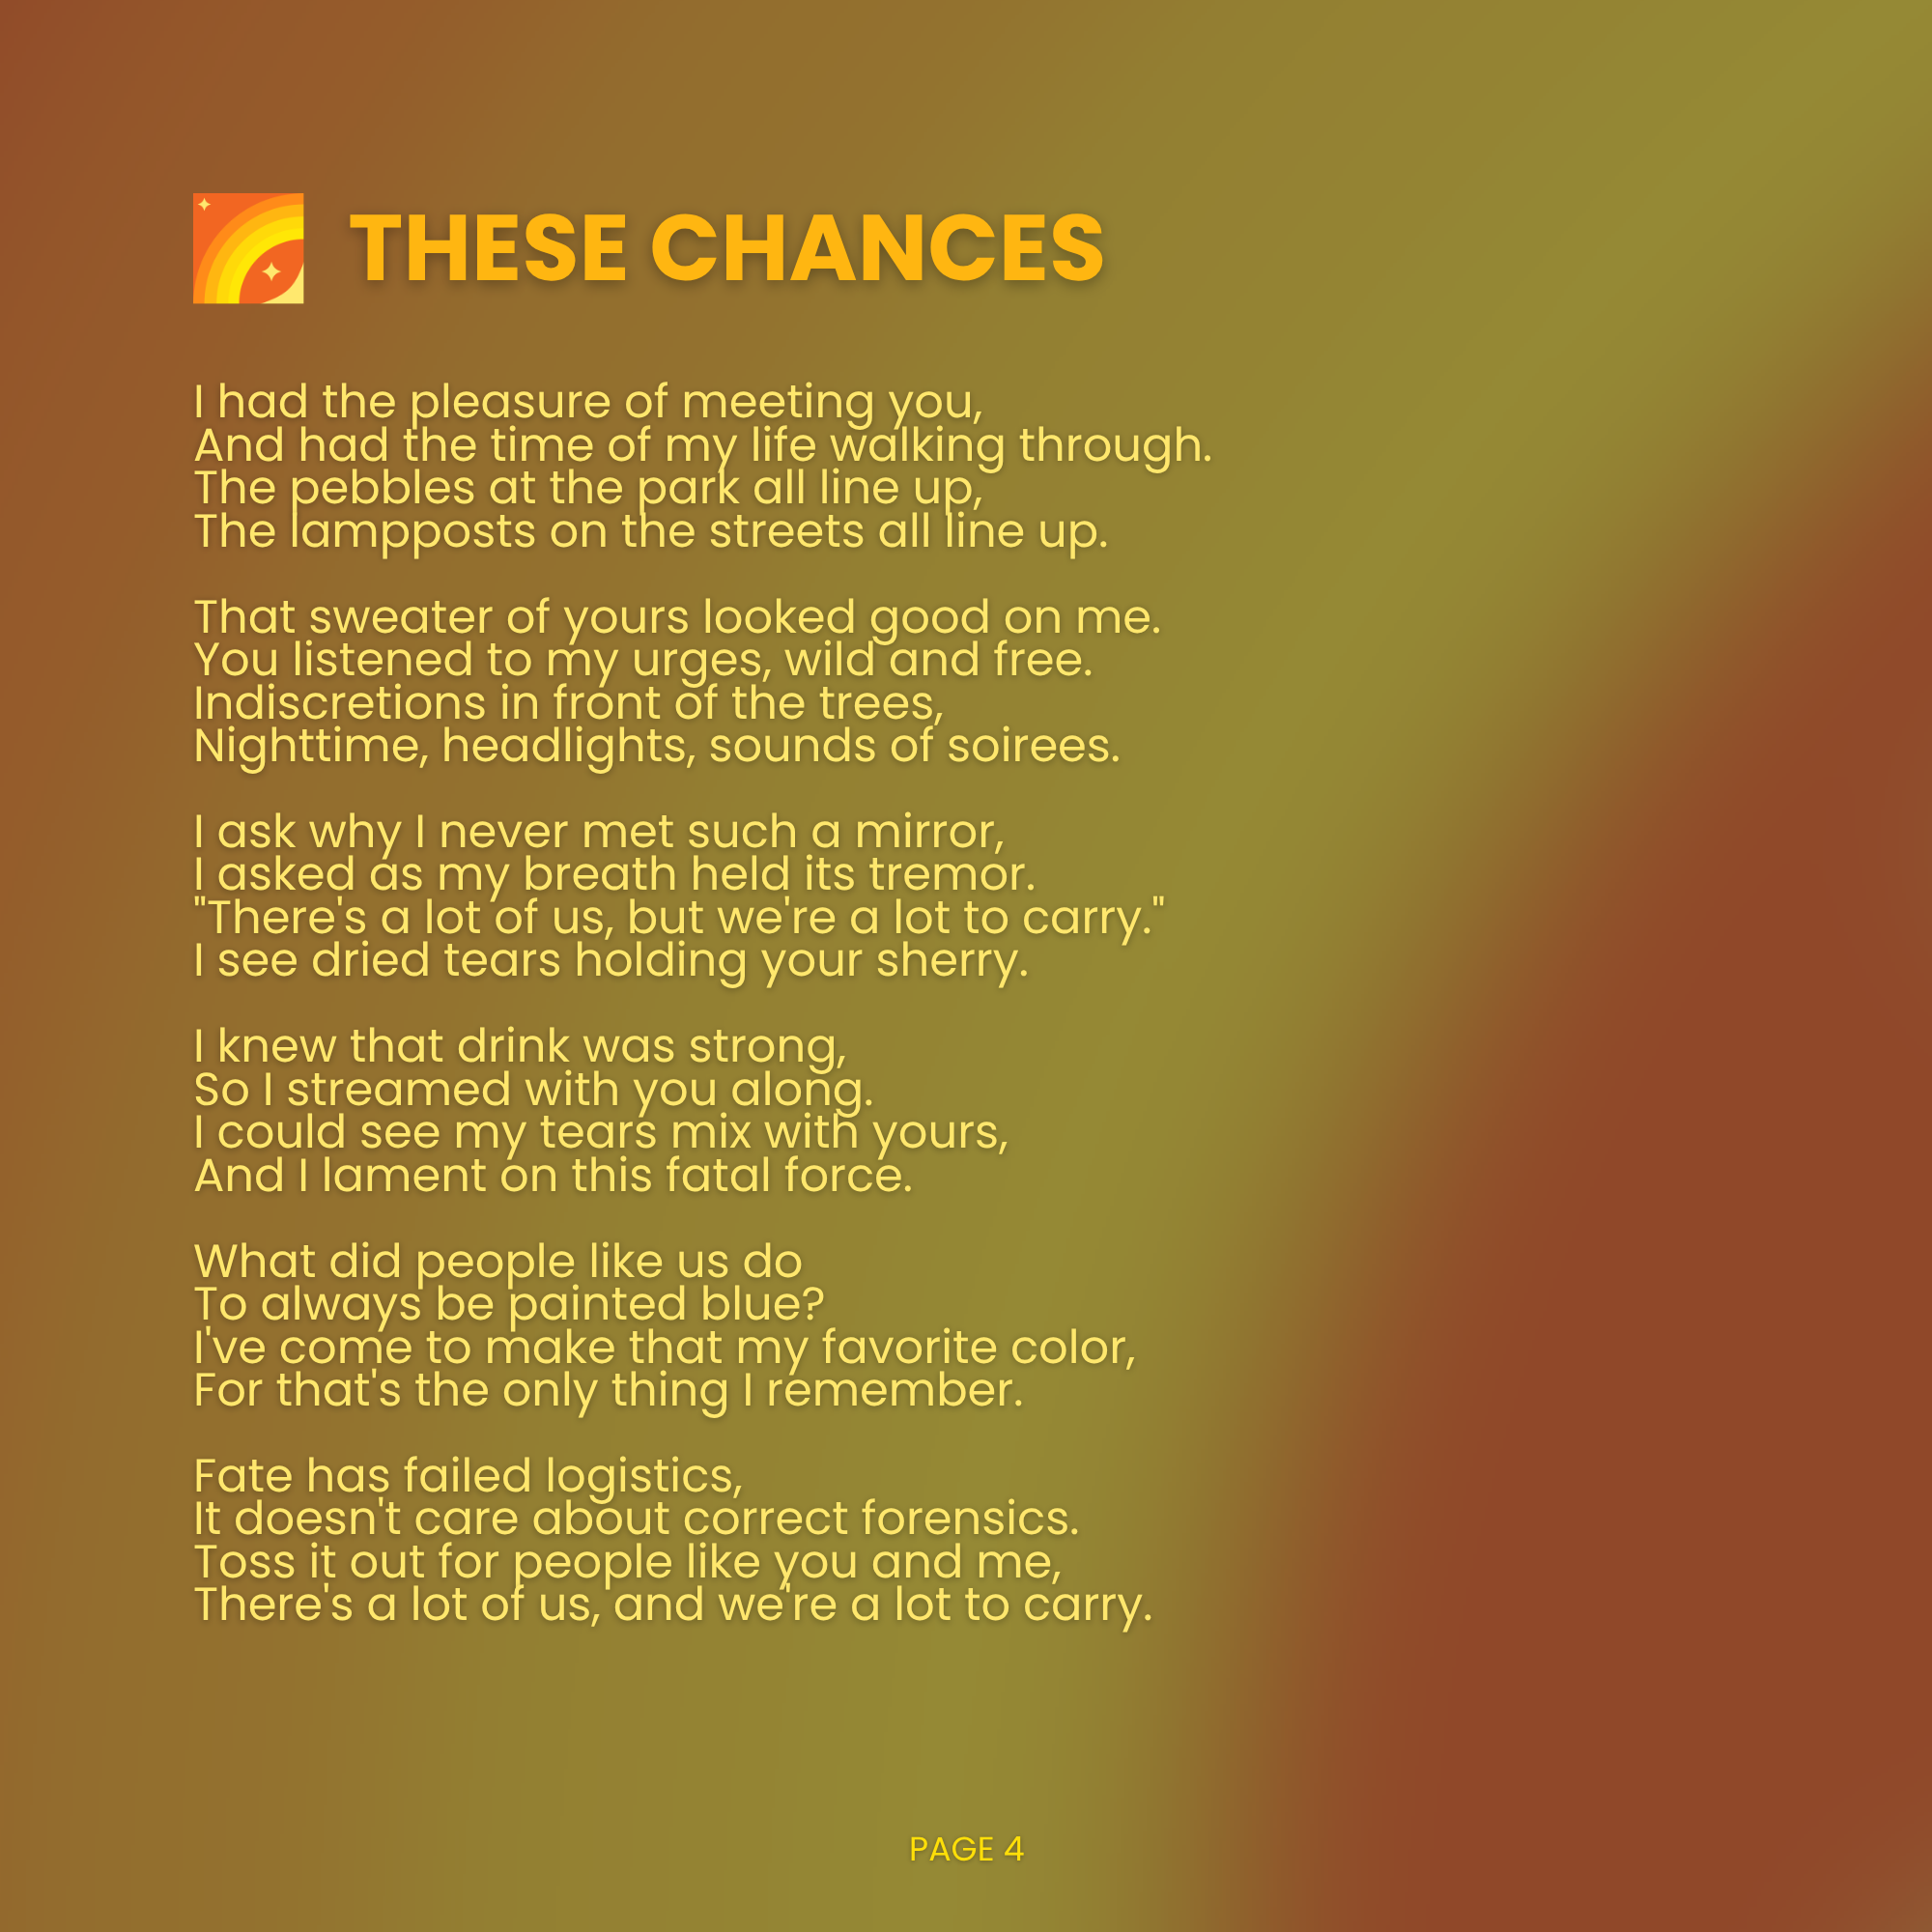 THESE CHANCES
I had the pleasure of meeting you,
And had the time of my life walking through.
The pebbles at the park all line up,
The lampposts on the streets all line up.
That sweater of yours looked good on me.
You listened to my urges, wild and free.
Indiscretions in front of the trees,
Nighttime, headlights, sounds of soirees.
I ask why I never met such a mirror,
I asked as my breath held its tremor.
"There's a lot of us, but we're a lot to carry."
I see dried tears holding your sherry.
I knew that drink was strong,
So I streamed with you along.
I could see my tears mix with yours,
And I lament on this fatal force.
What did people like us do
To always be painted blue?
I've come to make that my favorite color,
For that's the only thing I remember.
Fate has failed logistics,
It doesn't care about correct forensics.
Toss it out for people like you and me,
There's a lot of us, and we're a lot to carry.
PAGE 4